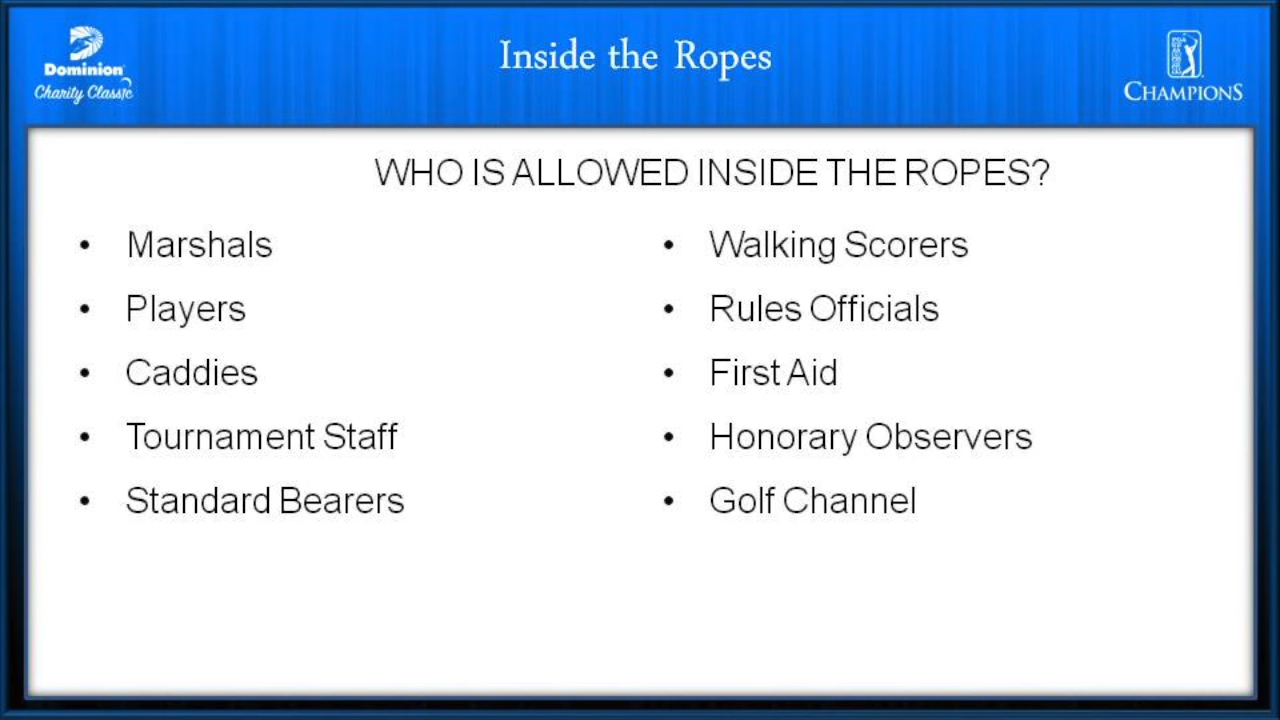 Inside the Ropes
Dominion
Charity Classic
CHAMPIONS
WHO IS ALLOWED INSIDE THE ROPES?
• Marshals
• Players
• Caddies
• Tournament Staff
• Standard Bearers
• Walking Scorers
• Rules Officials
• First Aid
• Honorary Observers
• Golf Channel